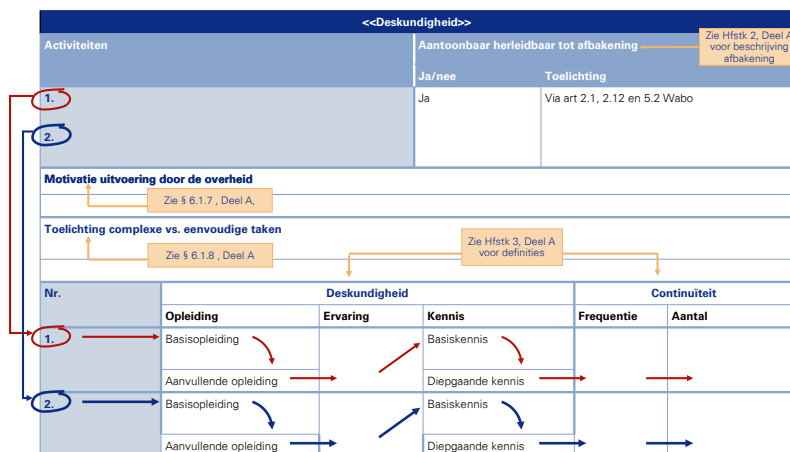 <<Deskundigheid>>
Activiteiten
Aantoonbaar herleidbaar tot afbakening
Zie Hfstk 2, Deel A
voor beschrijving
afbakening
Ja/nee
Toelichting
1.
Ja
Via art 2.1, 2.12 en 5.2 Wabo
2.
Motivatie uitvoering door de overheid
Zie § 6.1.7 , Deel A,
Toelichting complexe vs. eenvoudige taken
Zie § 6.1.8 , Deel A
Zie Hfstk 3, Deel A
voor definities
Nr.
Deskundigheid
Continuïteit
Opleiding
Ervaring
Kennis
Frequentie
Aantal
1.
Basisopleiding
Basiskennis
Aanvullende opleiding
Diepgaande kennis
2.
Basisopleiding
Basiskennis
Aanvullende opleiding
Diepgaande kennis